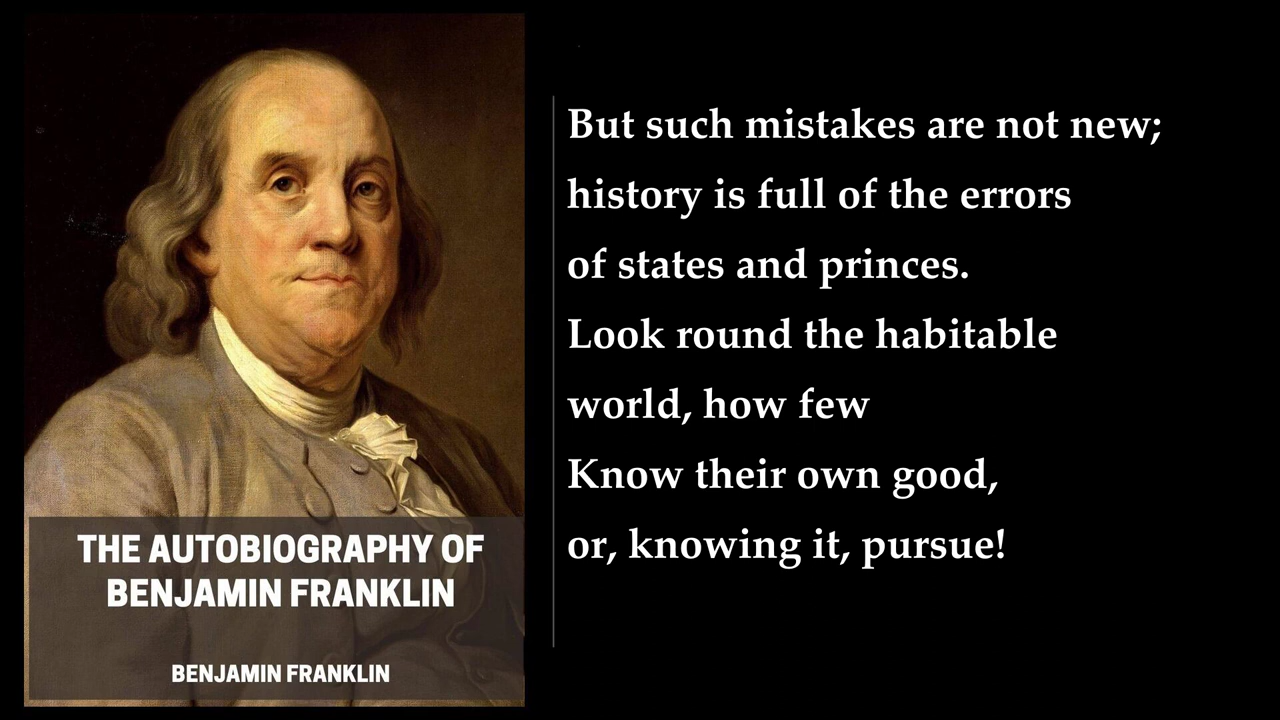 THE AUTOBIOGRAPHY OF
BENJAMIN FRANKLIN
BENJAMIN FRANKLIN
But such mistakes are not new;
history is full of the errors
of states and princes.
Look round the habitable
world, how few
Know their own good,
or, knowing it, pursue!